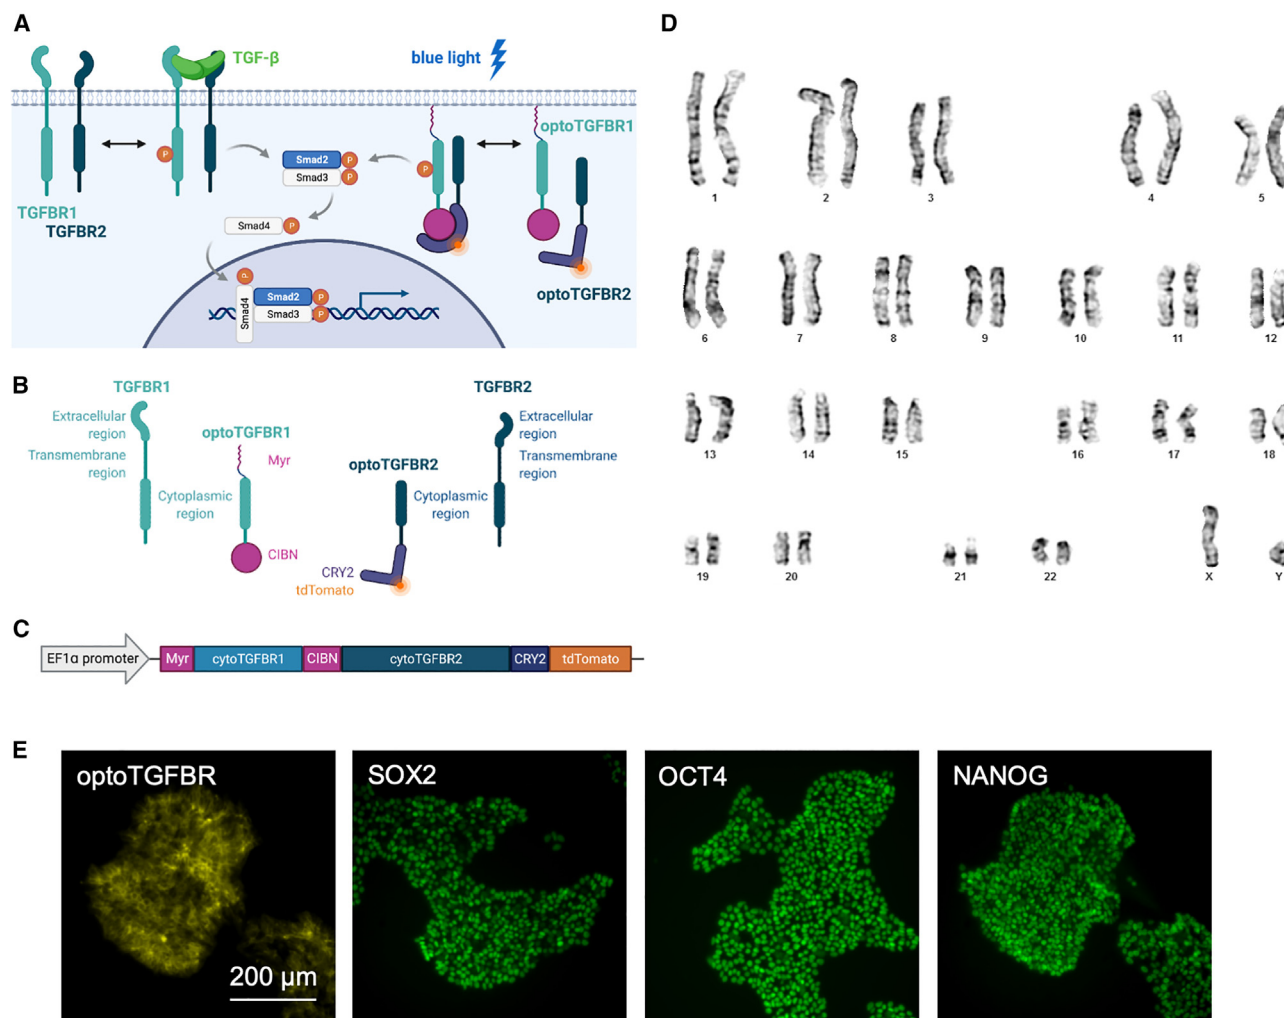 A
TGF-β
blue light
optoTGFBR1
P
P
Smad2
P
Smad3
P
TGFBR1
TGFBR2
Smad4
P
optoTGFBR2
P
Smad4
Smad2
P
Smad3
P
B
TGFBR1
TGFBR2
Extracellular
region
optoTGFBR1
Extracellular
region
Transmembrane
region
Myr
optoTGFBR2
Transmembrane
region
Cytoplasmic
region
Cytoplasmic
region
CIBN
CRY2
tdTomato
C
EF1α promoter
Myr
cytoTGFBR1
CIBN
cytoTGFBR2
CRY2
tdTomato
D
1
2
3
4
5
6
7
8
9
10
11
12
13
14
15
16
17
18
19
20
21
22
X
Y
E
optoTGFBR
SOX2
OCT4
NANOG
200 μm